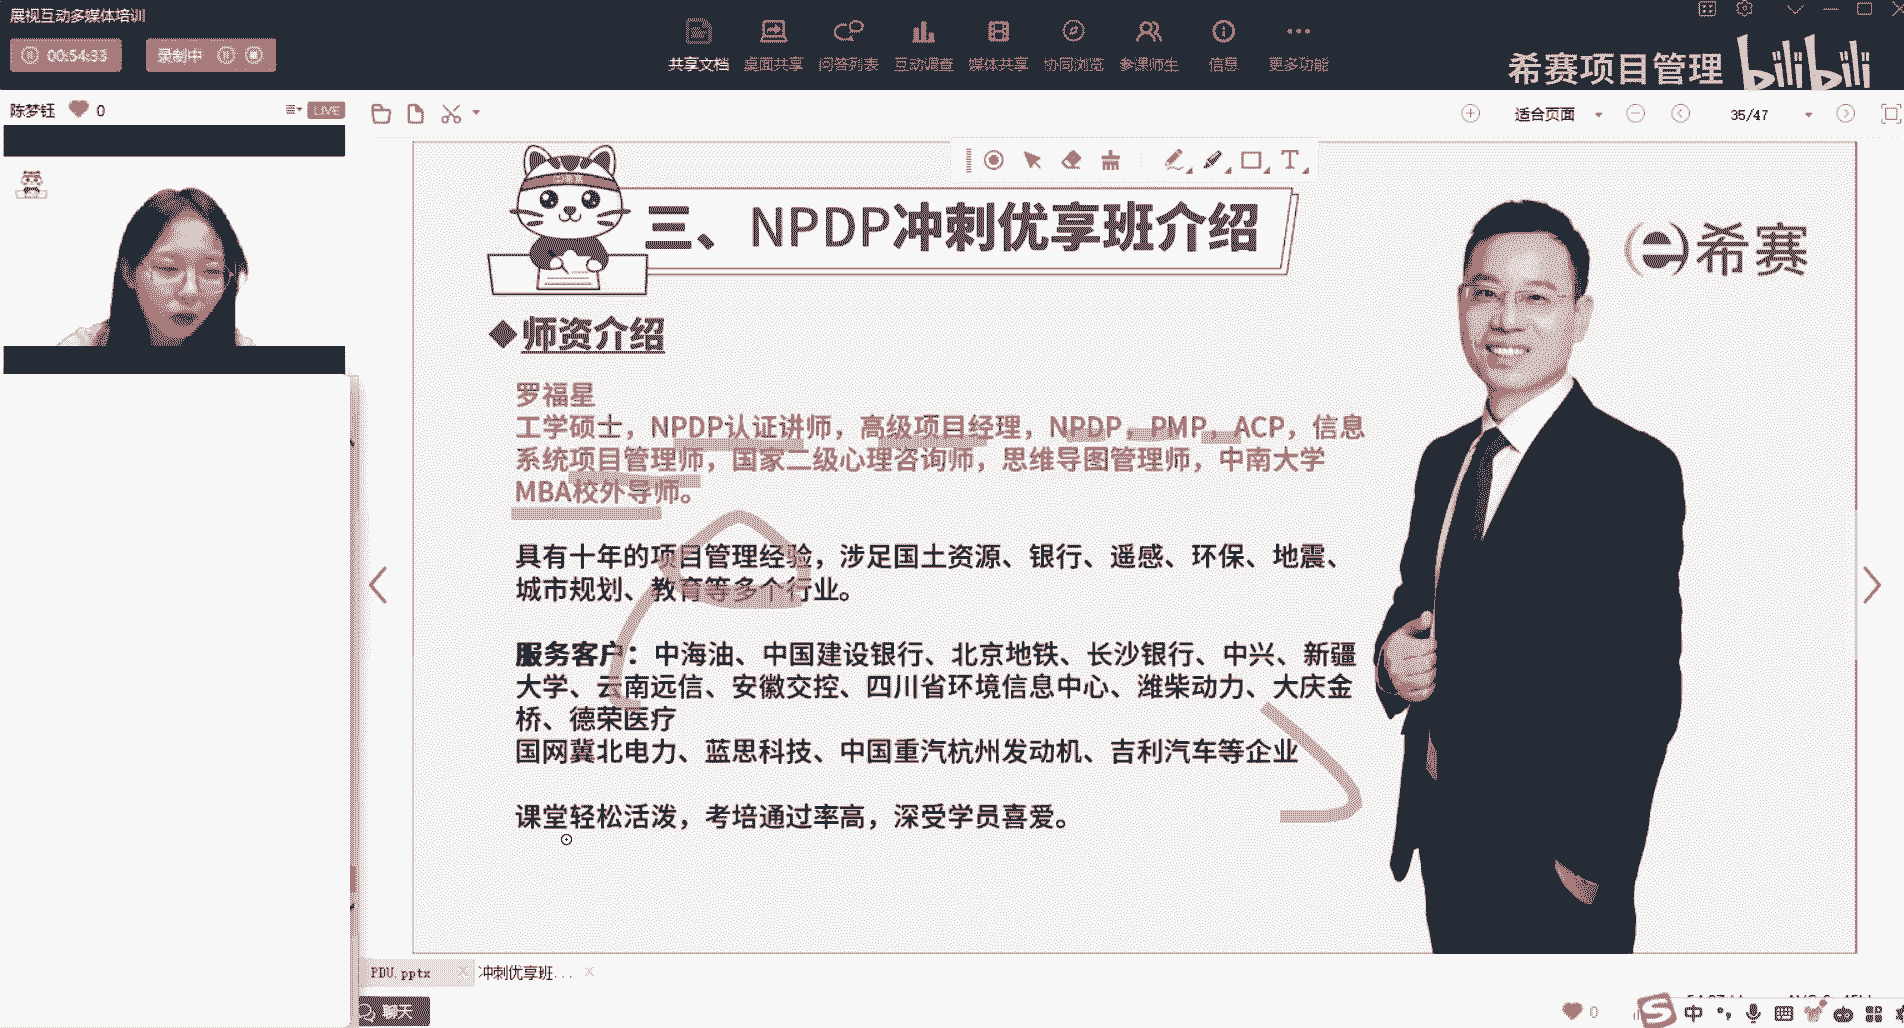 展视互动多媒体培训
00:54:33
录制中
共享文档
桌面共享
问答列表
互动调查
媒体共享
协同浏览
参课师生
信息
更多功能
希赛项目管理
bilibili
陈梦钰
0
LIVE
适合页面
35/47
T
三、NPDP冲刺优享班介绍
希赛
师资介绍
罗福星
工学硕士，NPDP认证讲师，高级项目经理，NPDP，PMP，ACP，信息
系统项目管理师，国家二级心理咨询师，思维导图管理师，中南大学
MBA校外导师。
具有十年的项目管理经验，涉足国土资源、银行、遥感、环保、地震、
城市规划、教育等多个行业。
服务客户：中海油、中国建设银行、北京地铁、长沙银行、中兴、新疆
大学、云南远信、安徽交控、四川省环境信息中心、潍柴动力、大庆金
桥、德荣医疗
国网冀北电力、蓝思科技、中国重汽杭州发动机、吉利汽车等企业
课堂轻松活泼，考培通过率高，深受学员喜爱。
PDU.pptx
冲刺优享班...
聊天
0
S
中